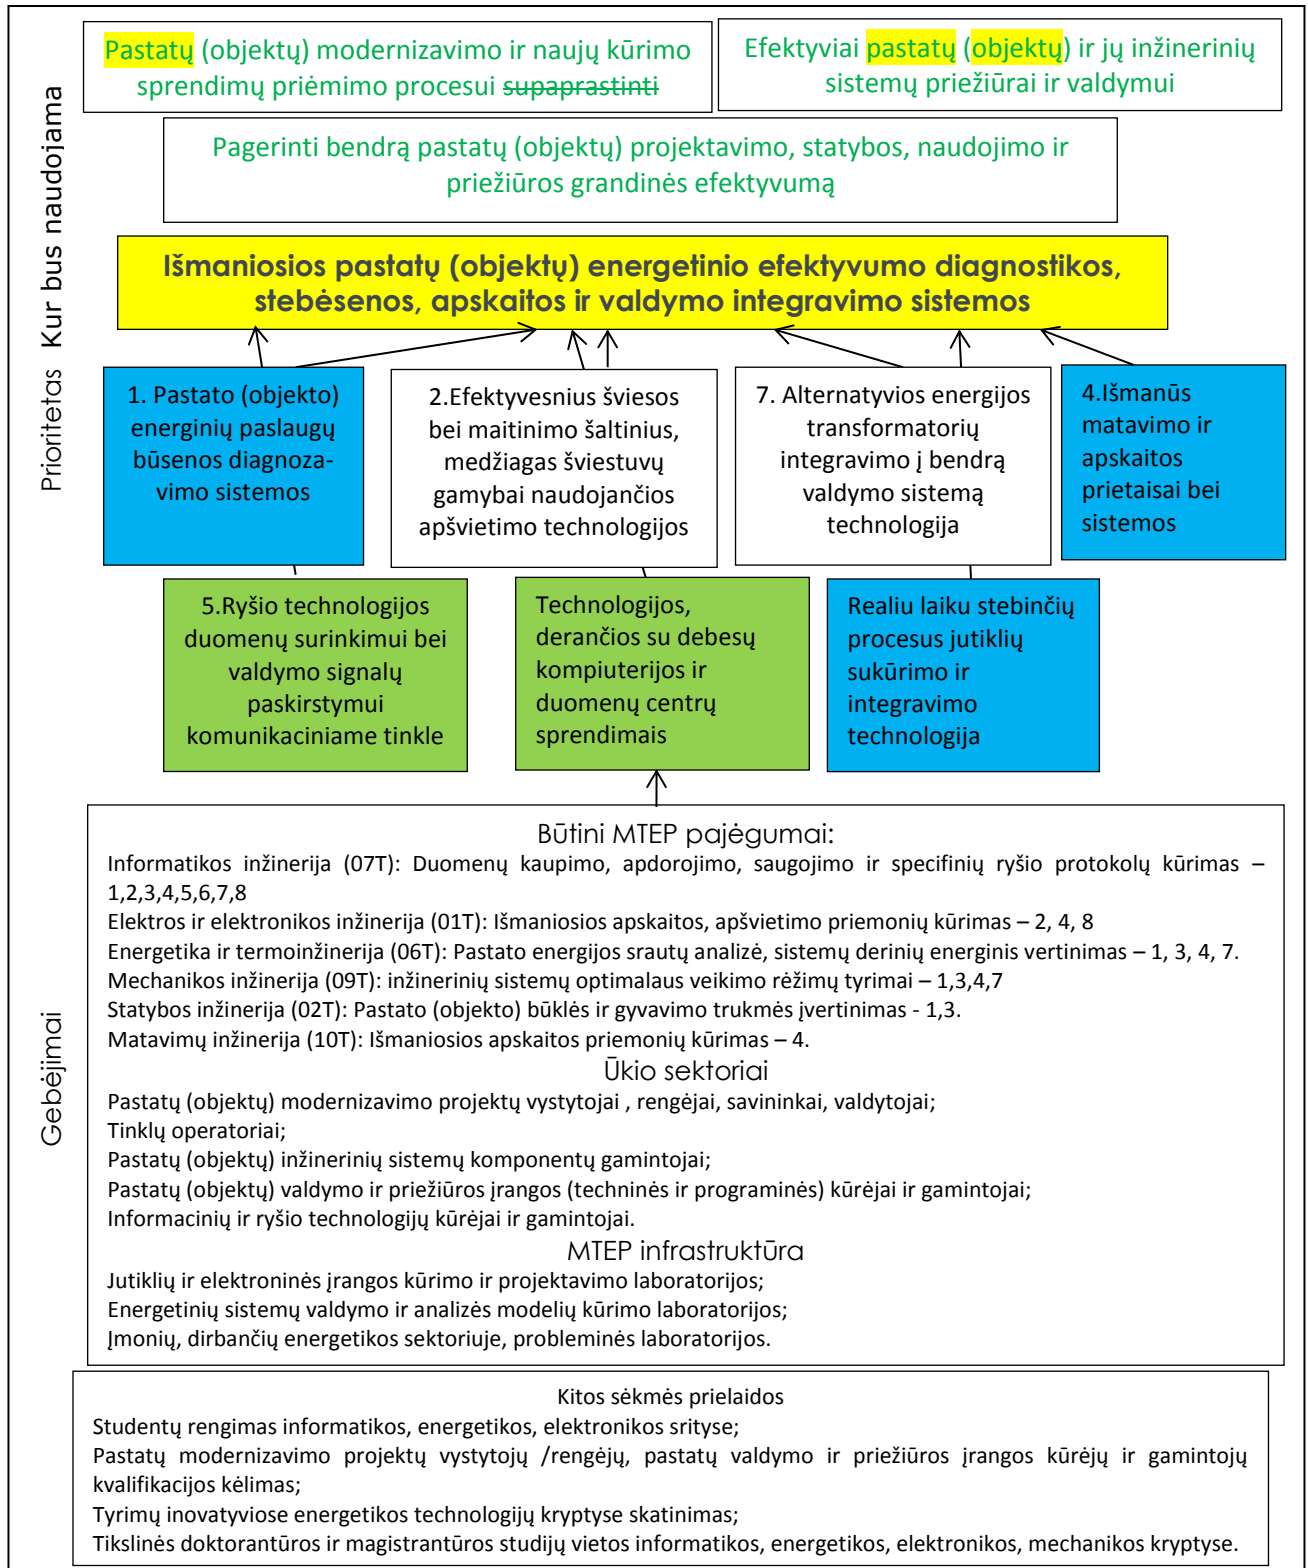 Kur bus naudojama
Pastatų (objektų) modernizavimo ir naujų kūrimo
sprendimų priėmimo procesui supaprastinti
Efektyviai pastatų (objektų) ir jų inžinerinių
sistemų priežiūrai ir valdymui
Pagerinti bendrą pastatų (objektų) projektavimo, statybos, naudojimo ir
priežiūros grandinės efektyvumą
Prioritetas
Išmaniosios pastatų (objektų) energetinio efektyvumo diagnostikos,
stebėsenos, apskaitos ir valdymo integravimo sistemos
1. Pastato (objekto)
energinių paslaugų
būsenos diagnoza-
vimo sistemos
2.Efektyvesnius šviesos
bei maitinimo šaltinius,
medžiagas šviestuvų
gamybai naudojančios
apšvietimo technologijos
7. Alternatyvios energijos
transformatorių
integravimo į bendrą
valdymo sistemą
technologija
4.Išmanūs
matavimo ir
apskaitos
prietaisai bei
sistemos
5.Ryšio technologijos
duomenų surinkimui bei
valdymo signalų
paskirstymui
komunikaciniame tinkle
Technologijos,
derančios su debesų
kompiuterijos ir
duomenų centrų
sprendimais
Realiu laiku stebinčių
procesus jutiklių
sukūrimo ir
integravimo
technologija
Gebėjimai
Būtini MTEP pajėgumai:
Informatikos inžinerija (07T): Duomenų kaupimo, apdorojimo, saugojimo ir specifinių ryšio protokolų kūrimas –
1,2,3,4,5,6,7,8
Elektros ir elektronikos inžinerija (01T): Išmaniosios apskaitos, apšvietimo priemonių kūrimas – 2, 4, 8
Energetika ir termoinžinerija (06T): Pastato energijos srautų analizė, sistemų derinių energinis vertinimas – 1, 3, 4, 7.
Mechanikos inžinerija (09T): inžinerinių sistemų optimalaus veikimo rėžimų tyrimai – 1,3,4,7
Statybos inžinerija (02T): Pastato (objekto) būklės ir gyvavimo trukmės įvertinimas - 1,3.
Matavimų inžinerija (10T): Išmaniosios apskaitos priemonių kūrimas – 4.
Ūkio sektoriai
Pastatų (objektų) modernizavimo projektų vystytojai , rengėjai, savininkai, valdytojai;
Tinklų operatoriai;
Pastatų (objektų) inžinerinių sistemų komponentų gamintojai;
Pastatų (objektų) valdymo ir priežiūros įrangos (techninės ir programinės) kūrėjai ir gamintojai;
Informacinių ir ryšio technologijų kūrėjai ir gamintojai.
MTEP infrastruktūra
Jutiklių ir elektroninės įrangos kūrimo ir projektavimo laboratorijos;
Energetinių sistemų valdymo ir analizės modelių kūrimo laboratorijos;
Įmonių, dirbančių energetikos sektoriuje, probleminės laboratorijos.
Kitos sėkmės prielaidos
Studentų rengimas informatikos, energetikos, elektronikos srityse;
Pastatų modernizavimo projektų vystytojų /rengėjų, pastatų valdymo ir priežiūros įrangos kūrėjų ir gamintojų
kvalifikacijos kėlimas;
Tyrimų inovatyviose energetikos technologijų kryptyse skatinimas;
Tikslinės doktorantūros ir magistrantūros studijų vietos informatikos, energetikos, elektronikos, mechanikos kryptyse.